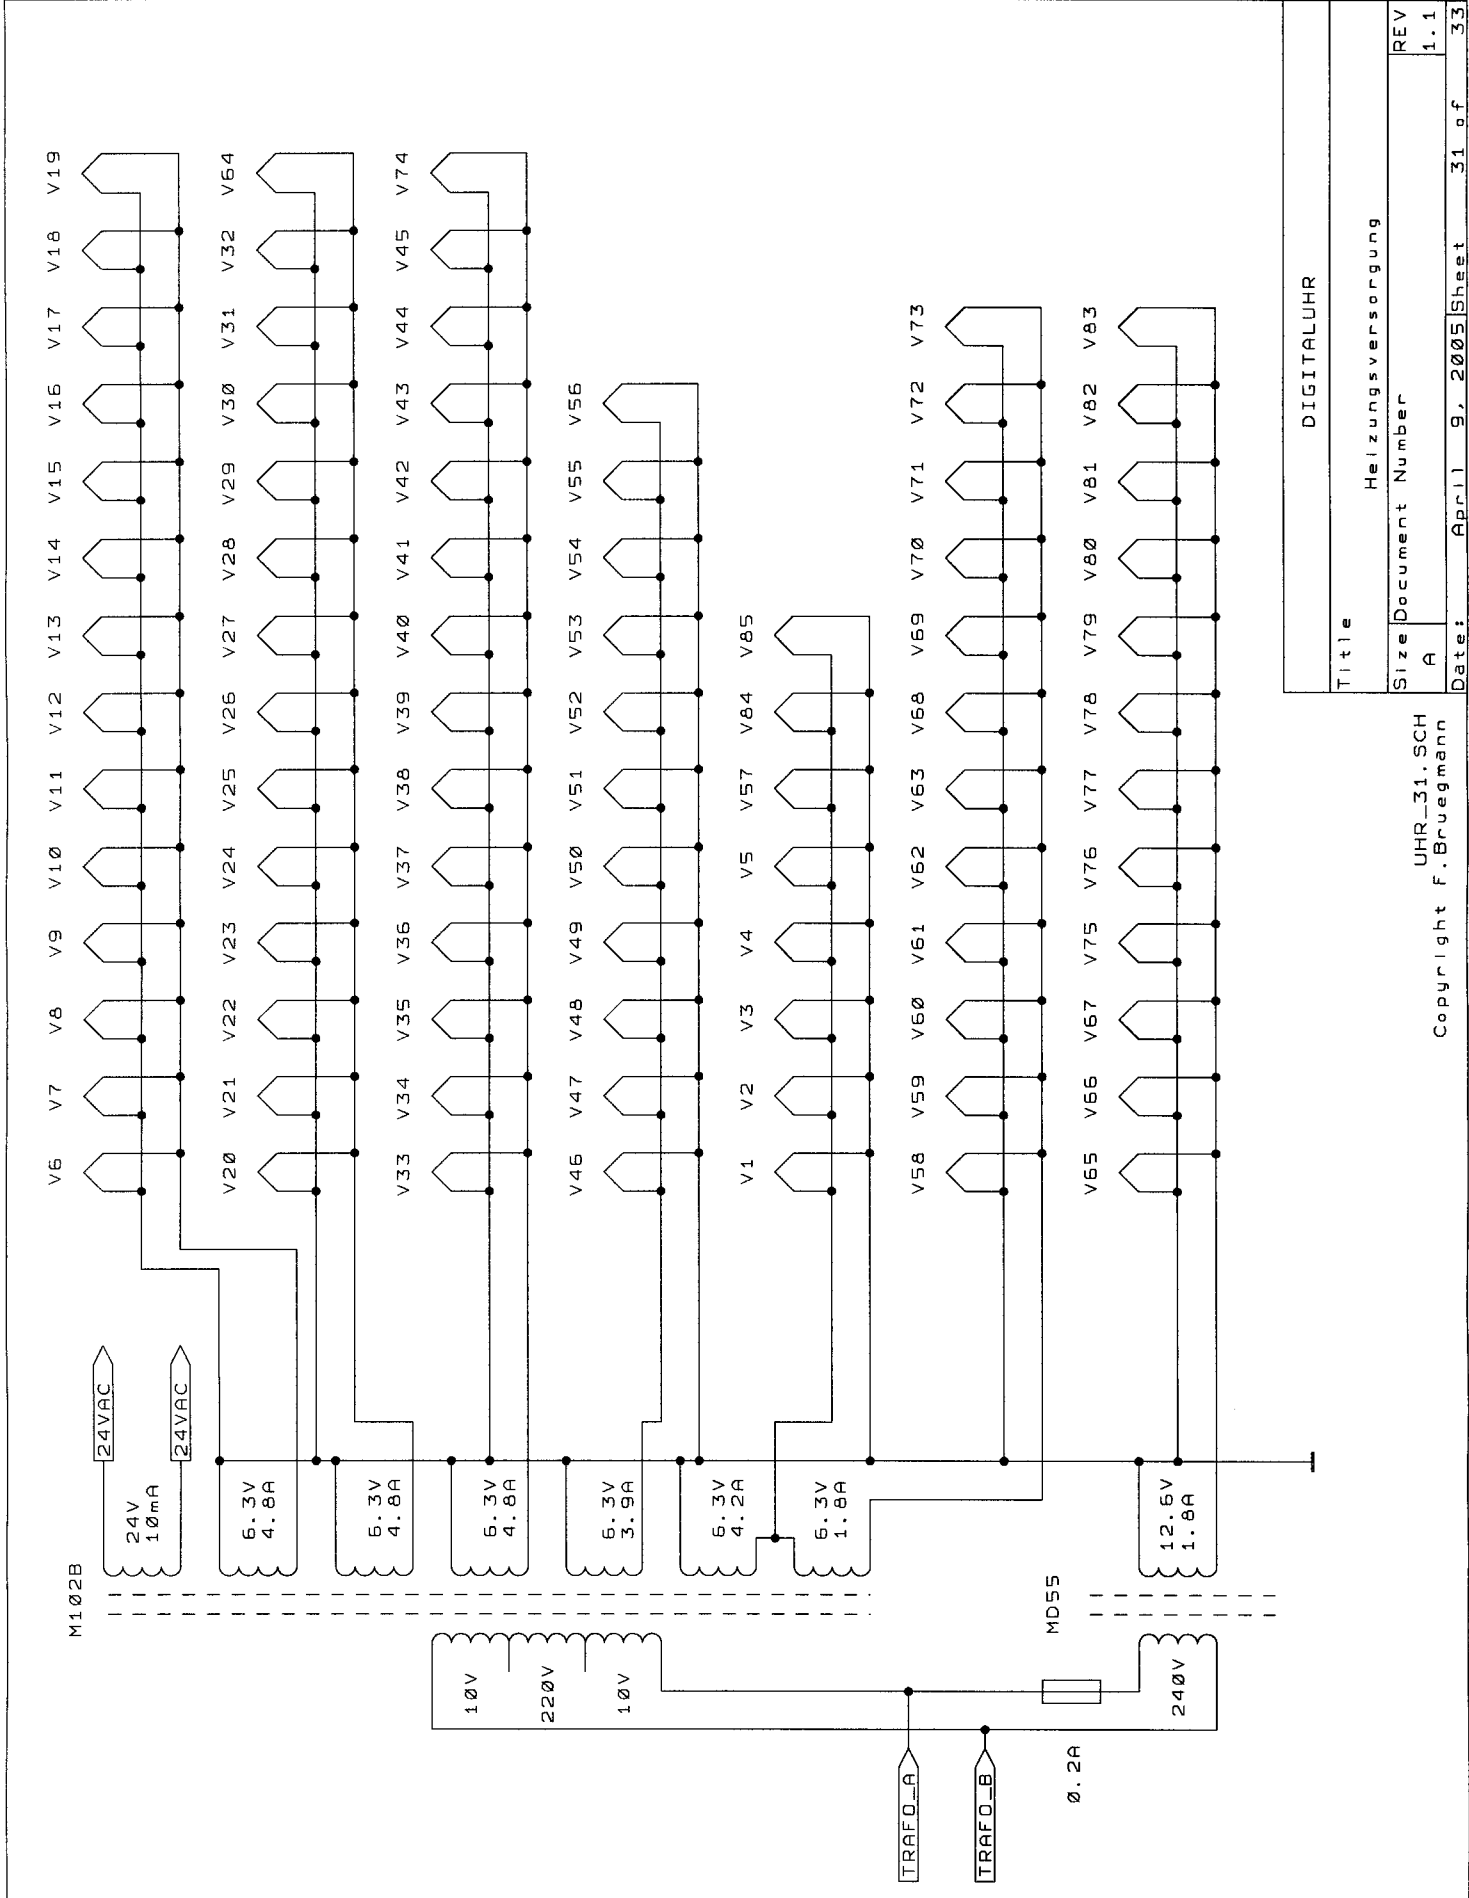 V6 V7 V8 V9 V10 V11 V12 V13 V14 V15 V16 V17 V18 V19
V20 V21 V22 V23 V24 V25 V26 V27 V28 V29 V30 V31 V32 V64
V33 V34 V35 V36 V37 V38 V39 V40 V41 V42 V43 V44 V45 V74
V46 V47 V48 V49 V50 V51 V52 V53 V54 V55 V56
V1 V2 V3 V4 V5 V57 V84 V85
V58 V59 V60 V61 V62 V63 V68 V69 V70 V71 V72 V73
V65 V66 V67 V75 V76 V77 V78 V79 V80 V81 V82 V83
M102B
24VAC
24V
10mA
24VAC
6.3V
4.8A
6.3V
4.8A
6.3V
4.8A
6.3V
3.9A
6.3V
4.2A
6.3V
1.8A
10V
220V
10V
MD55
12.6V
1.8A
240V
TRAFO_A
TRAFO_B
0.2A
DIGITALUHR
Title
Heizungsversorgung
Size Document Number REV
A 1.1
Date: April 9, 2005 Sheet 31 of 33
UHR_31.SCH
Copyright F.Bruegmann